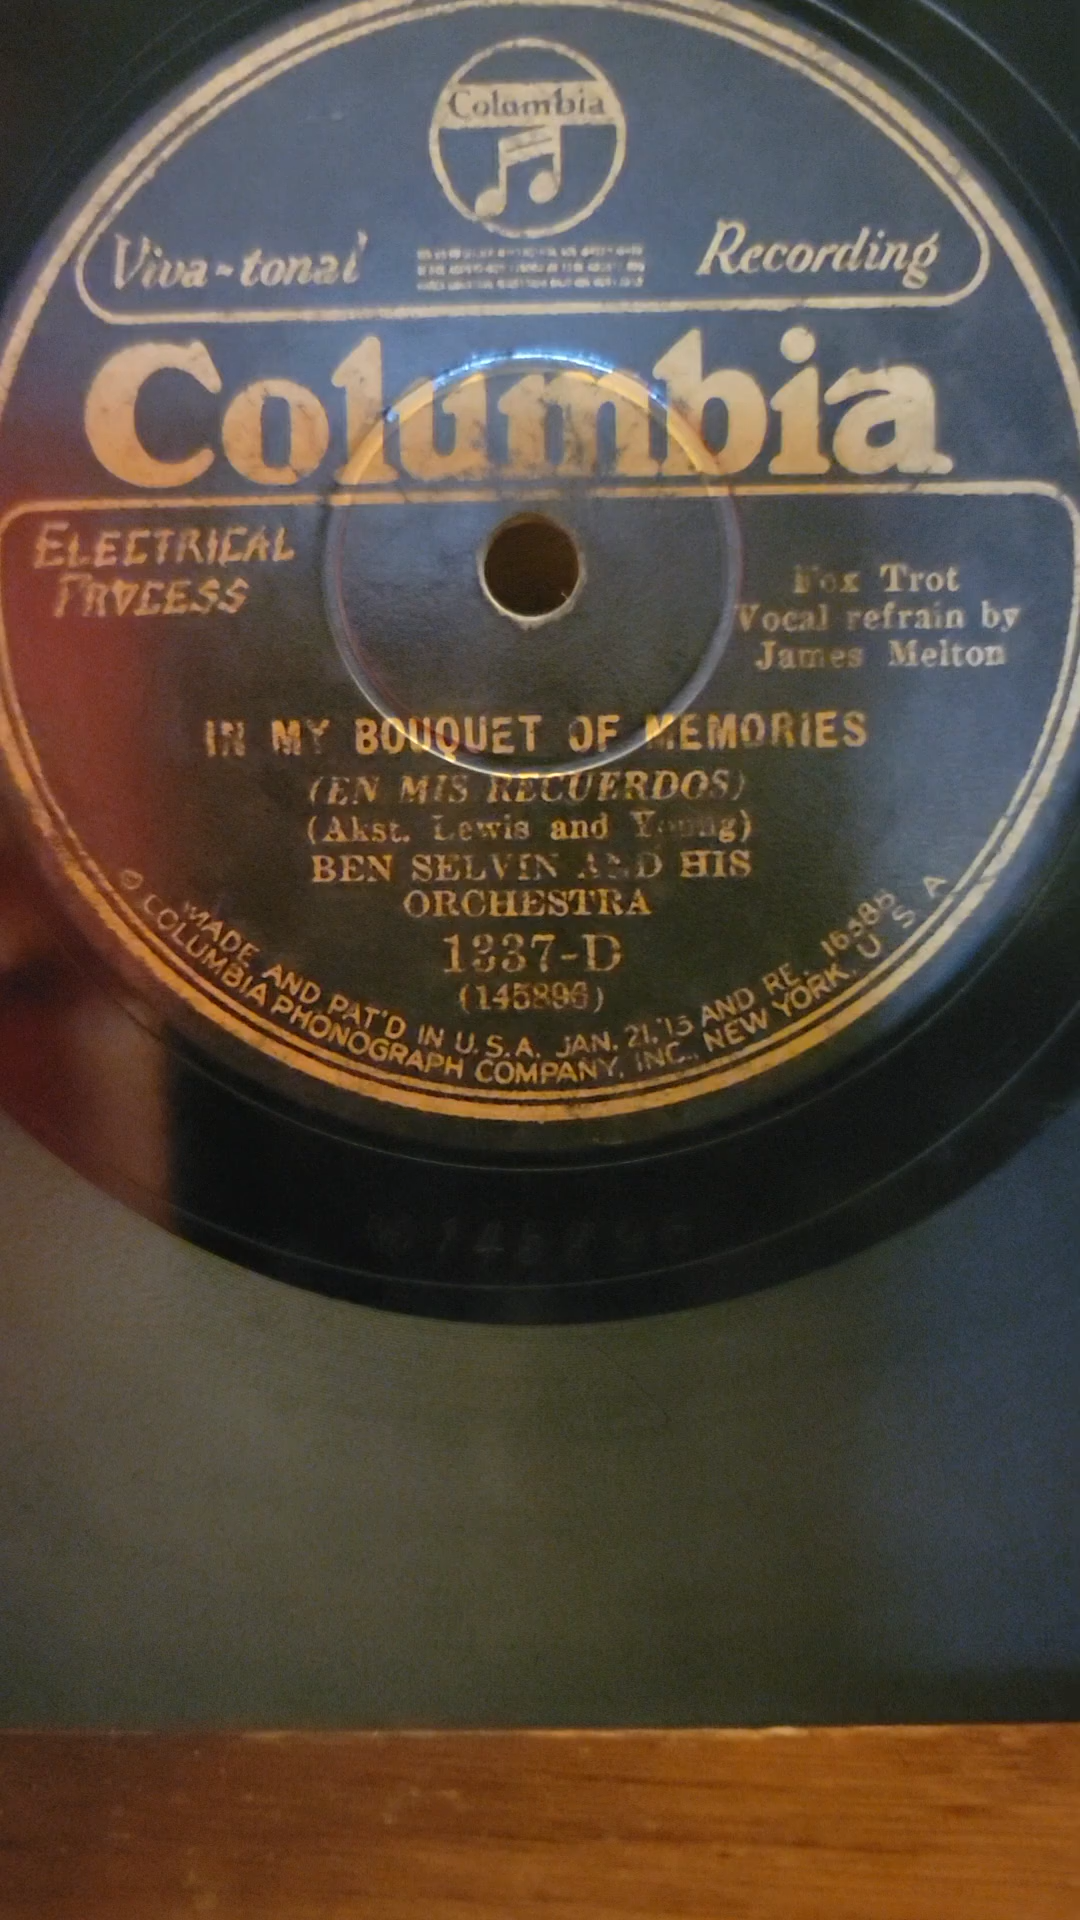 Columbia
Viva-tonal Recording
Columbia
ELECTRICAL
PROCESS
Fox Trot
Vocal refrain by
James Melton
IN MY BOUQUET OF MEMORIES
(EN MIS RECUERDOS)
(Akst. Lewis and Young)
BEN SELVIN AND HIS
ORCHESTRA
1337-D
(145896)
MADE AND PAT'D IN U.S.A. JAN. 21,'13 AND RE. 16588
© COLUMBIA PHONOGRAPH COMPANY, INC., NEW YORK. U.S.A